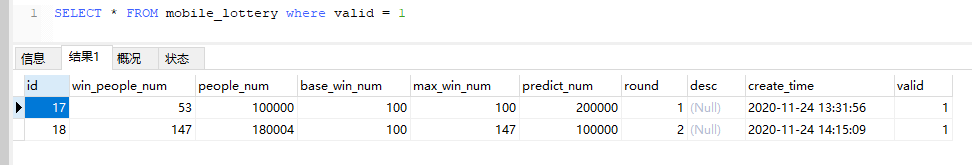 1 SELECT * FROM mobile_lottery where valid = 1
信息 结果1 概况 状态
id win_people_num people_num base_win_num max_win_num predict_num round desc create_time valid
17 53 100000 100 100 200000 1 (Null) 2020-11-24 13:31:56 1
18 147 180004 100 147 100000 2 (Null) 2020-11-24 14:15:09 1